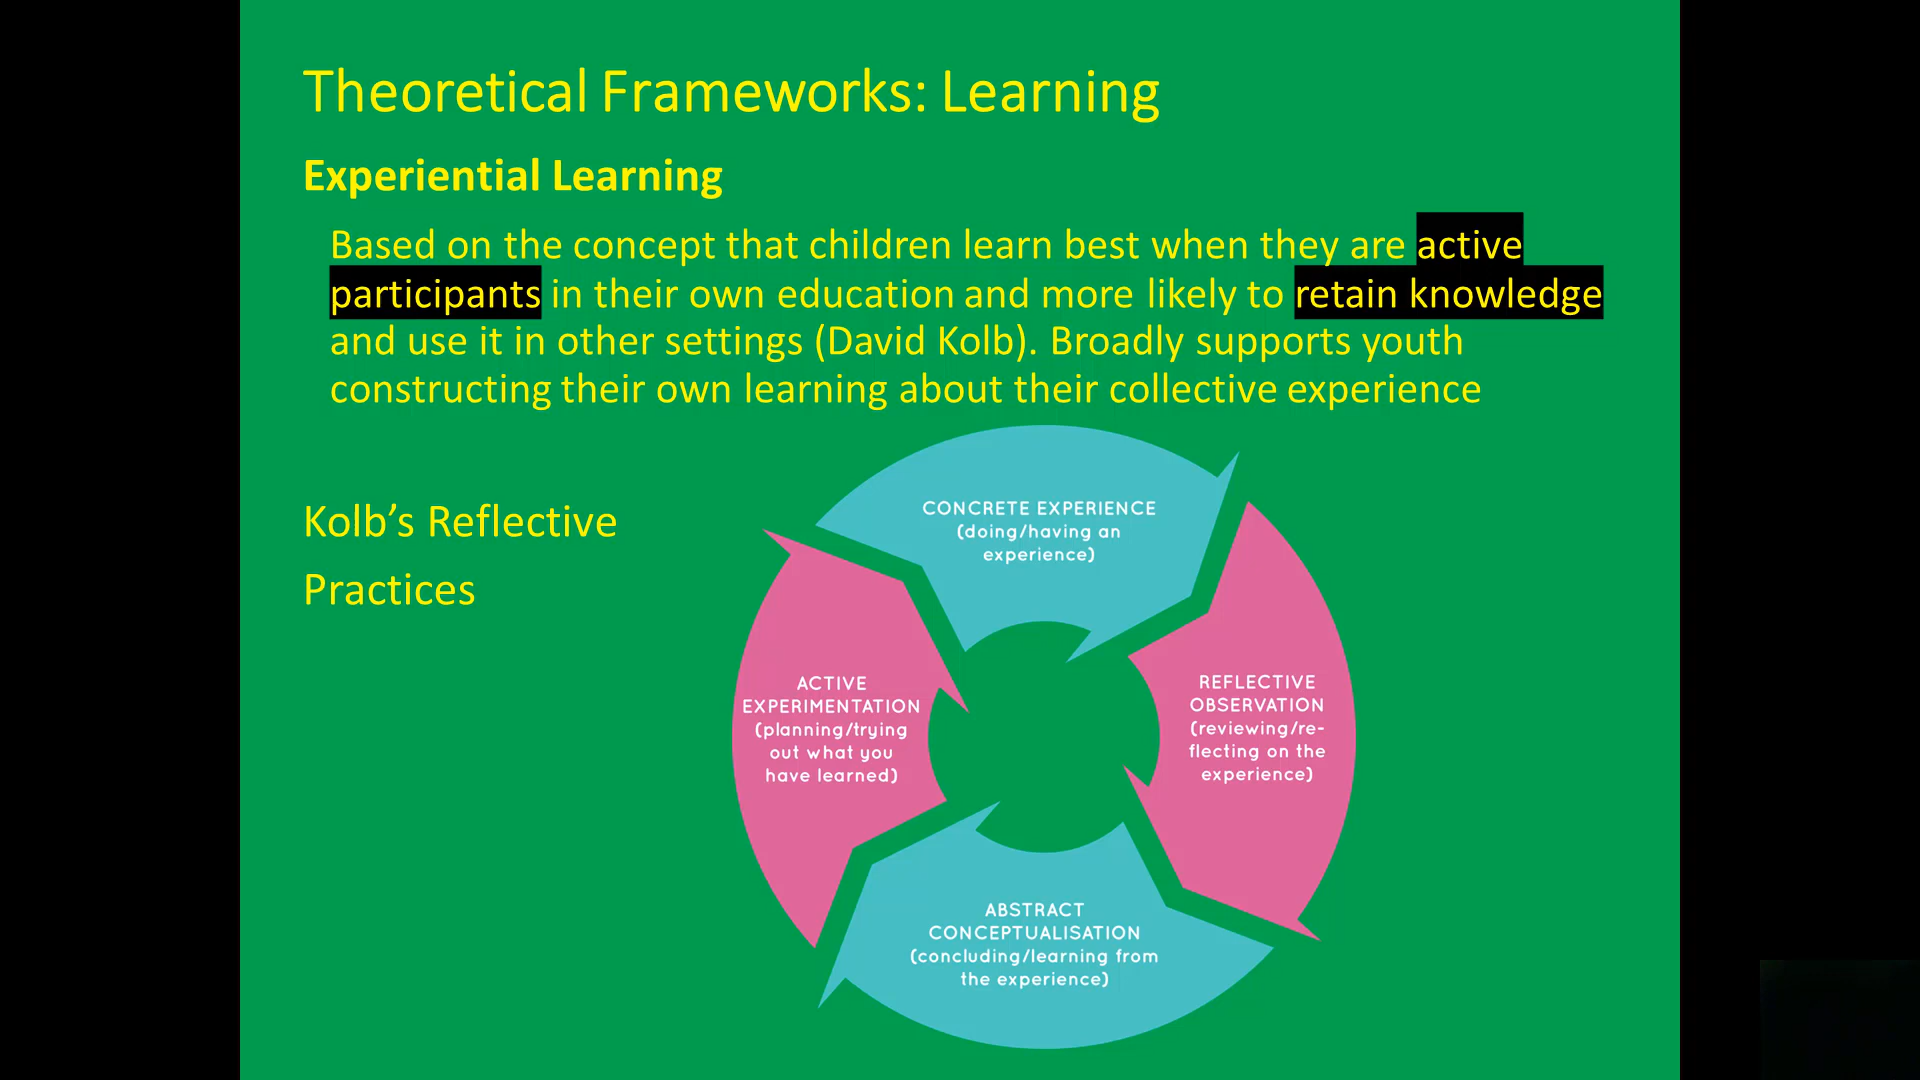 Theoretical Frameworks: Learning
Experiential Learning
Based on the concept that children learn best when they are active
participants in their own education and more likely to retain knowledge
and use it in other settings (David Kolb). Broadly supports youth
constructing their own learning about their collective experience
Kolb’s Reflective
Practices
CONCRETE EXPERIENCE
(doing/having an
experience)
REFLECTIVE
OBSERVATION
(reviewing/re-
flecting on the
experience)
ABSTRACT
CONCEPTUALISATION
(concluding/learning from
the experience)
ACTIVE
EXPERIMENTATION
(planning/trying
out what you
have learned)